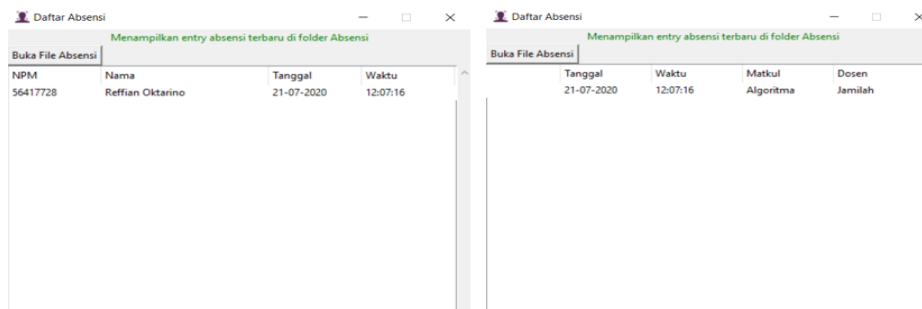 Daftar Absensi
Menampilkan entry absensi terbaru di folder Absensi
Buka File Absensi
NPM Nama Tanggal Waktu
56417728 Reffian Oktarino 21-07-2020 12:07:16
Daftar Absensi
Menampilkan entry absensi terbaru di folder Absensi
Buka File Absensi
Tanggal Waktu Matkul Dosen
21-07-2020 12:07:16 Algoritma Jamilah